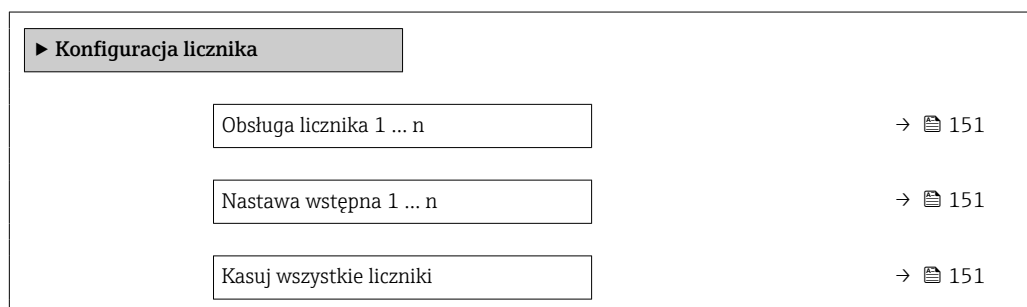 ► Konfiguracja licznika
Obsługa licznika 1 … n → 151
Nastawa wstępna 1 … n → 151
Kasuj wszystkie liczniki → 151